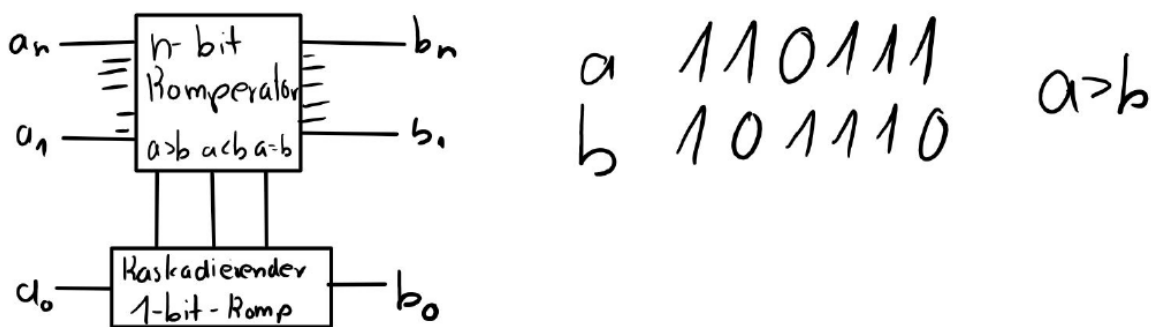 aₙ n-bit bₙ
Komperator
a₁ a>b a<b a=b b₁
a₀ Kaskadierender b₀
1-bit-Komp
a 110111
b 101110
a>b